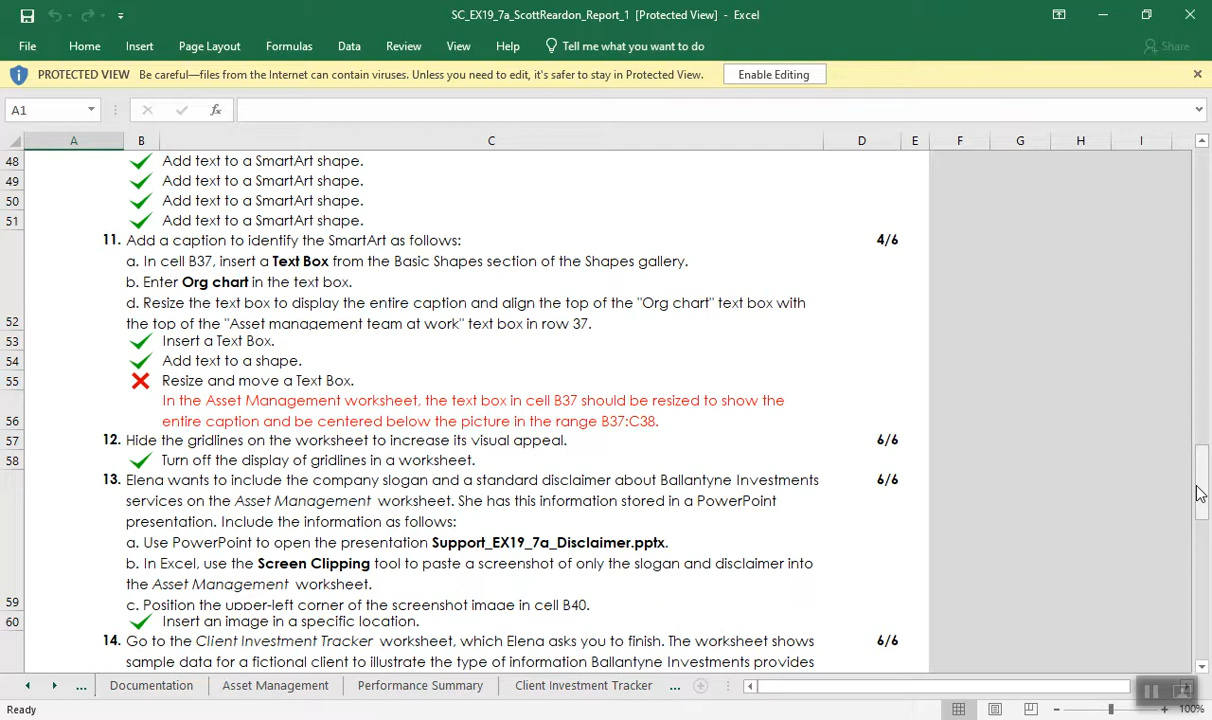 SC_EX19_7a_ScottReardon_Report_1 [Protected View] - Excel
File Home Insert Page Layout Formulas Data Review View Help Tell me what you want to do Share
PROTECTED VIEW Be careful—files from the Internet can contain viruses. Unless you need to edit, it's safer to stay in Protected View. Enable Editing
A1 fx
A B C D E F G H I
48 Add text to a SmartArt shape.
49 Add text to a SmartArt shape.
50 Add text to a SmartArt shape.
51 Add text to a SmartArt shape.
11. Add a caption to identify the SmartArt as follows: 4/6
a. In cell B37, insert a Text Box from the Basic Shapes section of the Shapes gallery.
b. Enter Org chart in the text box.
d. Resize the text box to display the entire caption and align the top of the "Org chart" text box with
52 the top of the "Asset management team at work" text box in row 37.
53 Insert a Text Box.
54 Add text to a shape.
55 Resize and move a Text Box.
In the Asset Management worksheet, the text box in cell B37 should be resized to show the
56 entire caption and be centered below the picture in the range B37:C38.
57 12. Hide the gridlines on the worksheet to increase its visual appeal. 6/6
58 Turn off the display of gridlines in a worksheet.
13. Elena wants to include the company slogan and a standard disclaimer about Ballantyne Investments 6/6
services on the Asset Management worksheet. She has this information stored in a PowerPoint
presentation. Include the information as follows:
a. Use PowerPoint to open the presentation Support_EX19_7a_Disclaimer.pptx.
b. In Excel, use the Screen Clipping tool to paste a screenshot of only the slogan and disclaimer into
the Asset Management worksheet.
59 c. Position the upper-left corner of the screenshot image in cell B40.
60 Insert an image in a specific location.
14. Go to the Client Investment Tracker worksheet, which Elena asks you to finish. The worksheet shows 6/6
sample data for a fictional client to illustrate the type of information Ballantyne Investments provides
... Documentation Asset Management Performance Summary Client Investment Tracker ...
Ready 100%